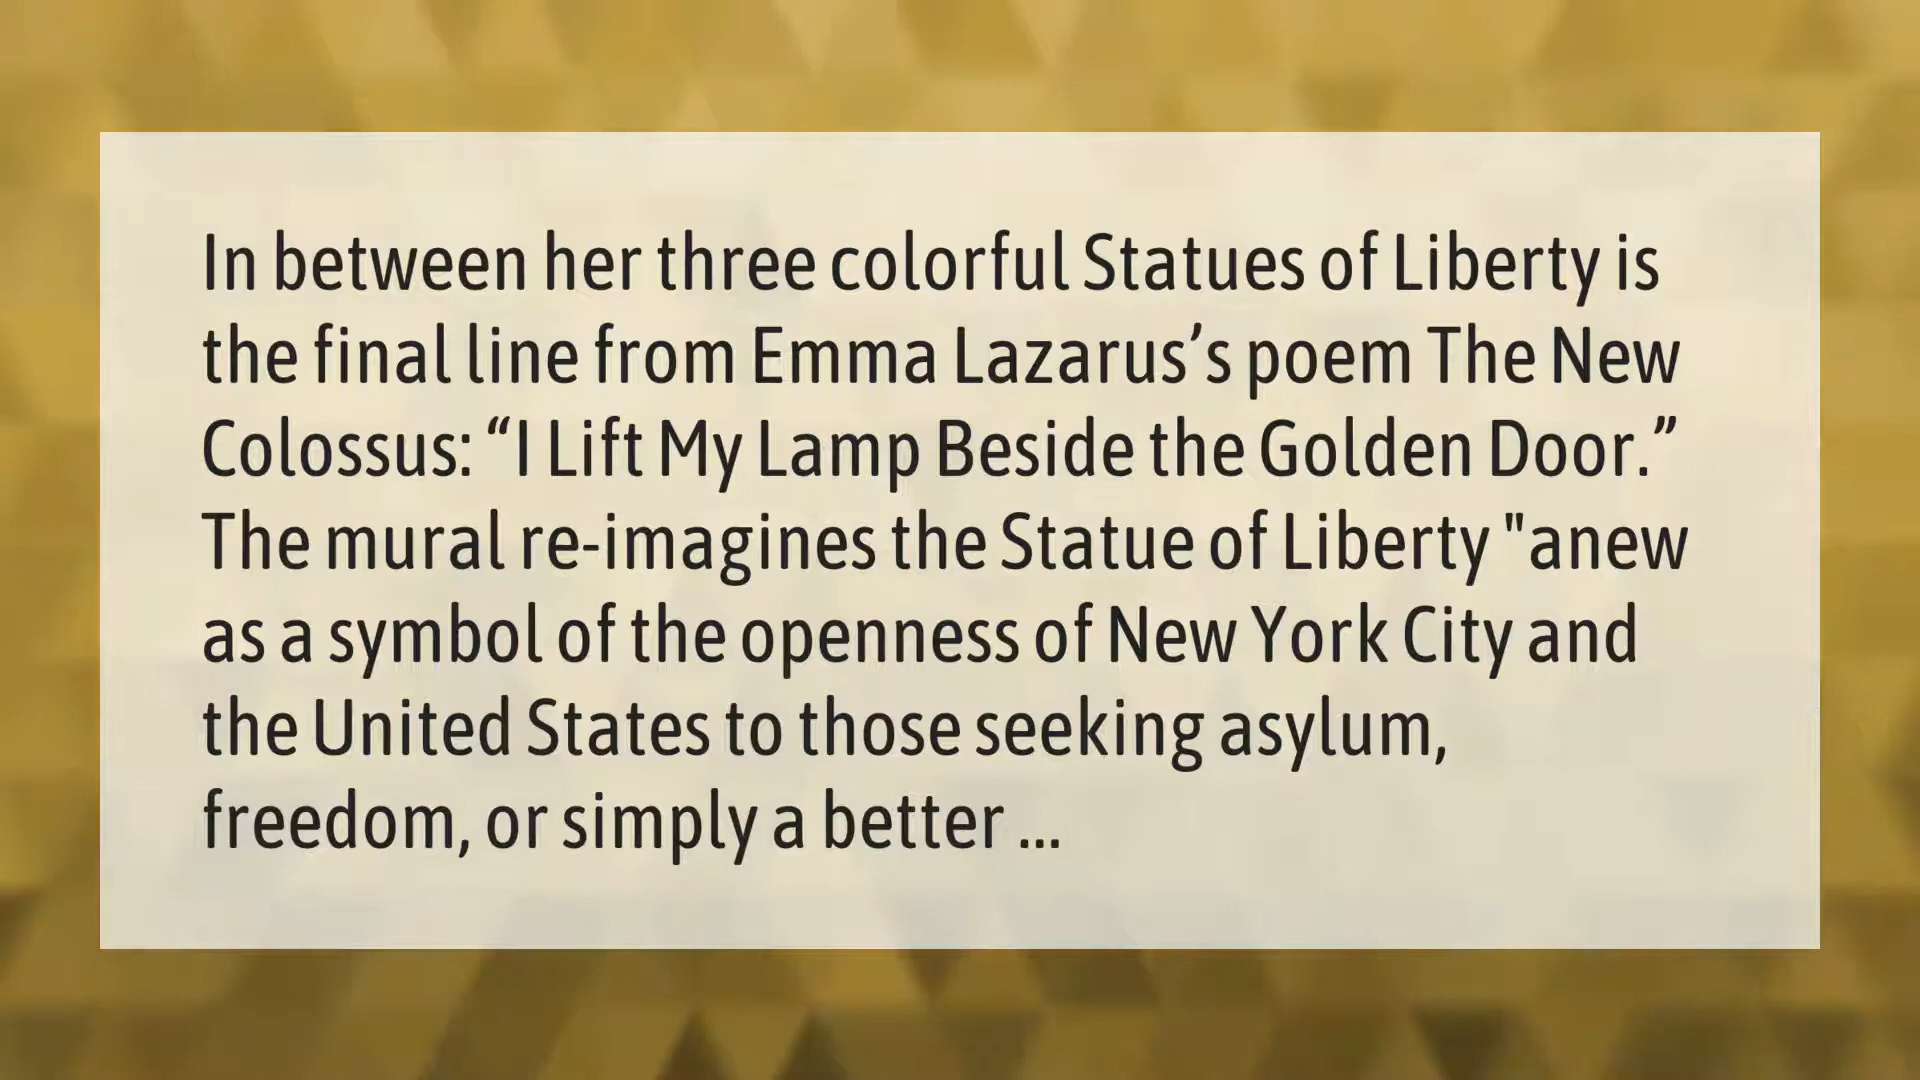 In between her three colorful Statues of Liberty is
the final line from Emma Lazarus’s poem The New
Colossus: “I Lift My Lamp Beside the Golden Door.”
The mural re-imagines the Statue of Liberty "anew
as a symbol of the openness of New York City and
the United States to those seeking asylum,
freedom, or simply a better ...